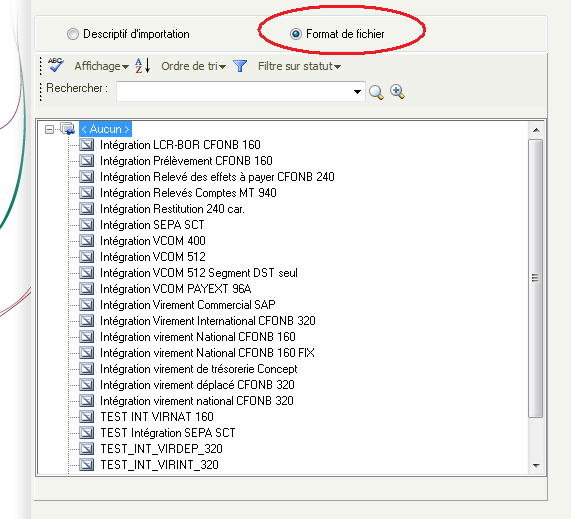 Descriptif d'importation Format de fichier
ABC Affichage A Z Ordre de tri Filtre sur statut
Rechercher :
< Aucun >
Intégration LCR-BOR CFONB 160
Intégration Prélèvement CFONB 160
Intégration Relevé des effets à payer CFONB 240
Intégration Relevés Comptes MT 940
Intégration Restitution 240 car.
Intégration SEPA SCT
Intégration VCOM 400
Intégration VCOM 512
Intégration VCOM 512 Segment DST seul
Intégration VCOM PAYEXT 96A
Intégration Virement Commercial SAP
Intégration Virement International CFONB 320
Intégration virement National CFONB 160
Intégration virement National CFONB 160 FIX
Intégration virement de trésorerie Concept
Intégration virement déplacé CFONB 320
Intégration virement national CFONB 320
TEST INT VIRNAT 160
TEST Intégration SEPA SCT
TEST_INT_VIRDEP_320
TEST_INT_VIRINT_320